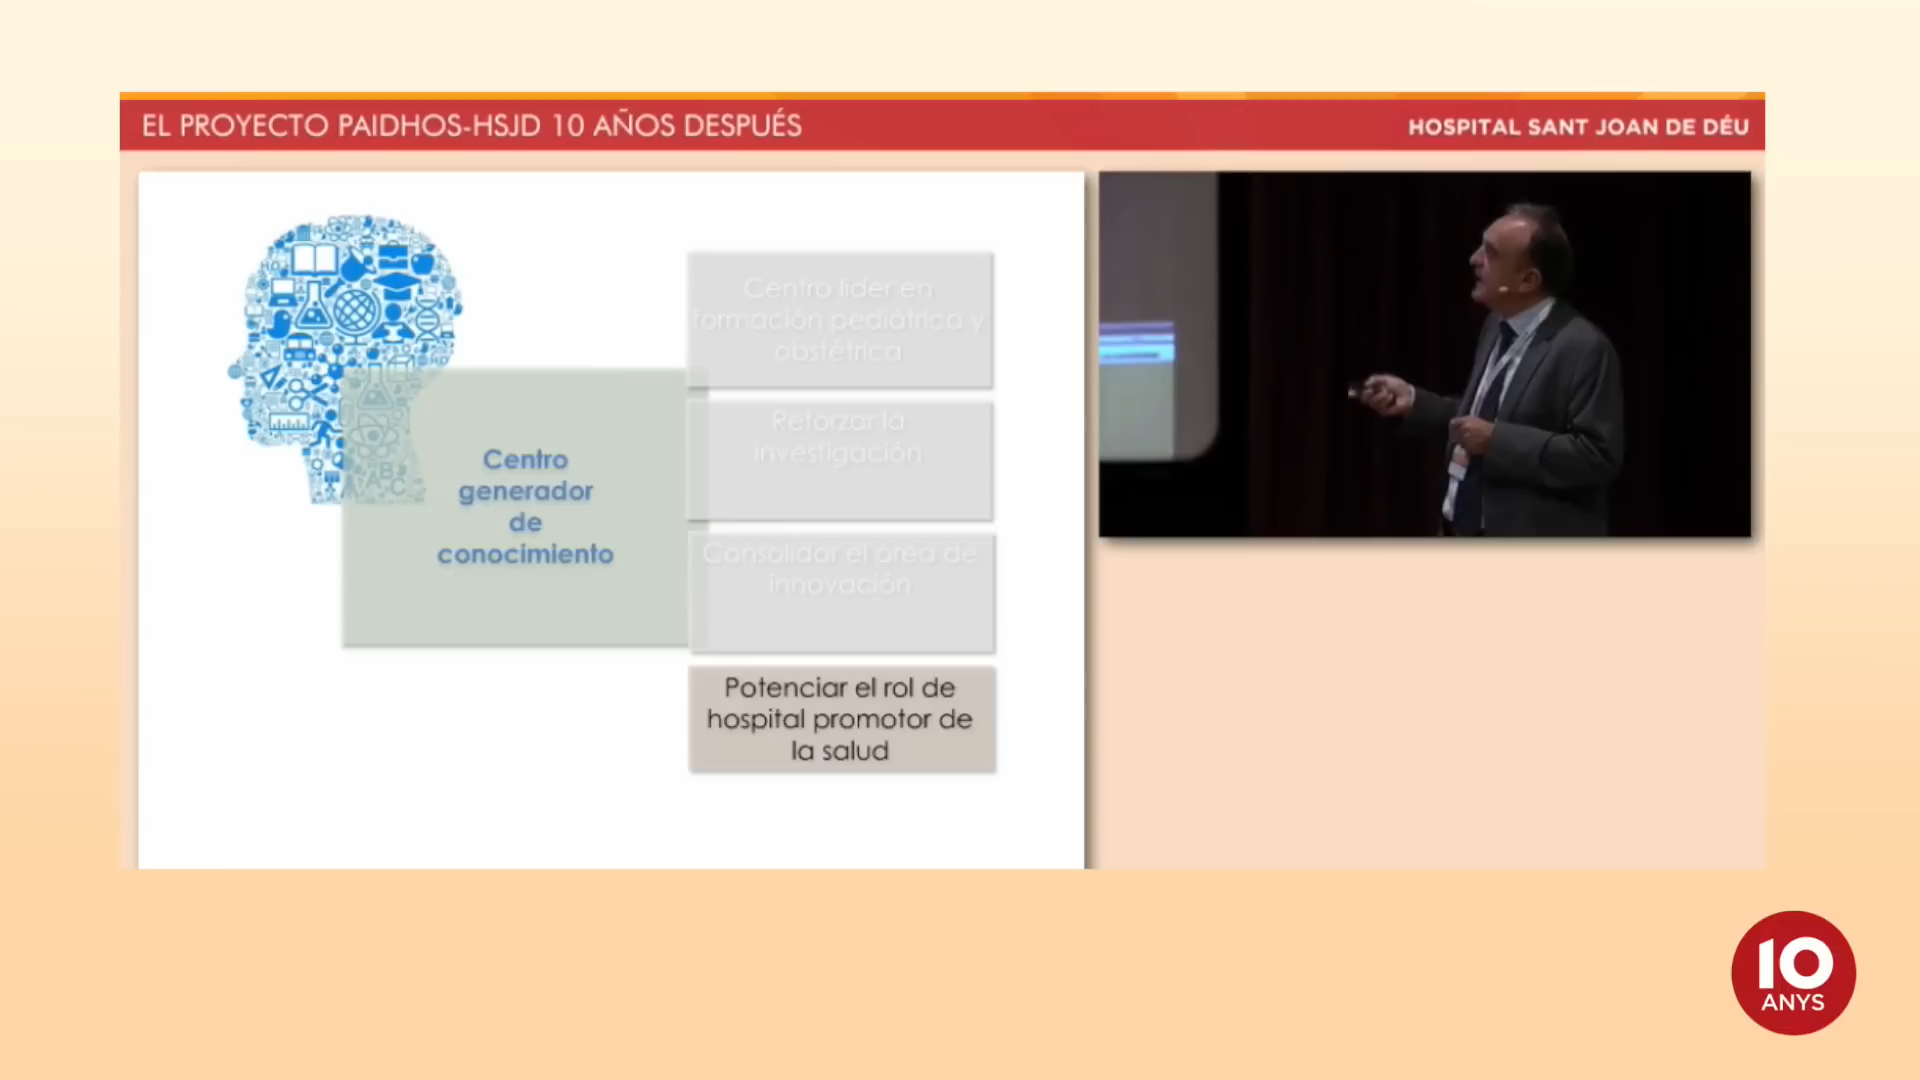 EL PROYECTO PAIDHOS-HSJD 10 AÑOS DESPUÉS
HOSPITAL SANT JOAN DE DÉU
Centro líder en
formación pediátrica y
obstétrica
Reforzar la
investigación
Centro
generador
de
conocimiento
Consolidar el área de
innovación
Potenciar el rol de
hospital promotor de
la salud
ABC
10
ANYS